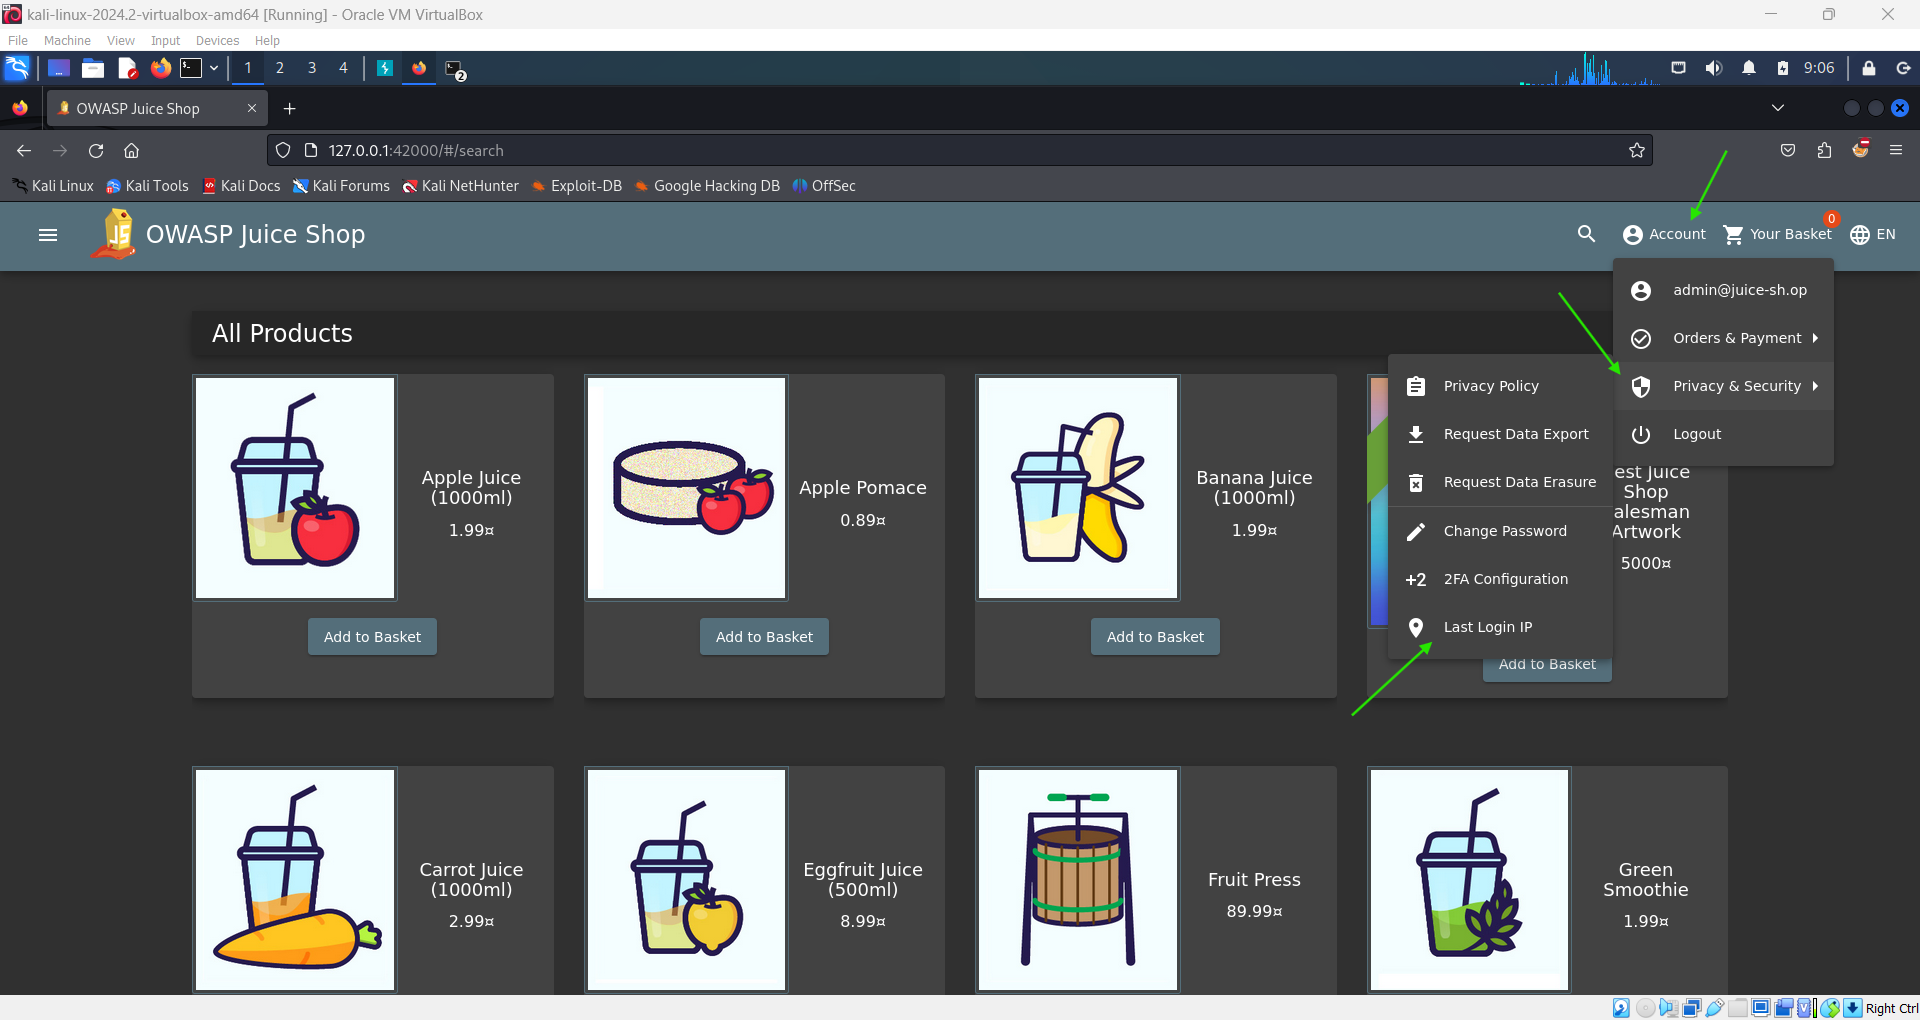 kali-linux-2024.2-virtualbox-amd64 [Running] - Oracle VM VirtualBox
File Machine View Input Devices Help
1 2 3 4 2 9:06
OWASP Juice Shop
127.0.0.1:42000/#/search
Kali Linux Kali Tools Kali Docs Kali Forums Kali NetHunter Exploit-DB Google Hacking DB OffSec
JS OWASP Juice Shop Account Your Basket 0 EN
admin@juice-sh.op
Orders & Payment
Privacy & Security
Logout
Privacy Policy
Request Data Export
Request Data Erasure
Change Password
+2 2FA Configuration
Last Login IP
All Products
Apple Juice
(1000ml)
1.99¤
Add to Basket
Apple Pomace
0.89¤
Add to Basket
Banana Juice
(1000ml)
1.99¤
Add to Basket
est Juice
Shop
alesman
Artwork
5000¤
Add to Basket
Carrot Juice
(1000ml)
2.99¤
Eggfruit Juice
(500ml)
8.99¤
Fruit Press
89.99¤
Green
Smoothie
1.99¤
Right Ctrl